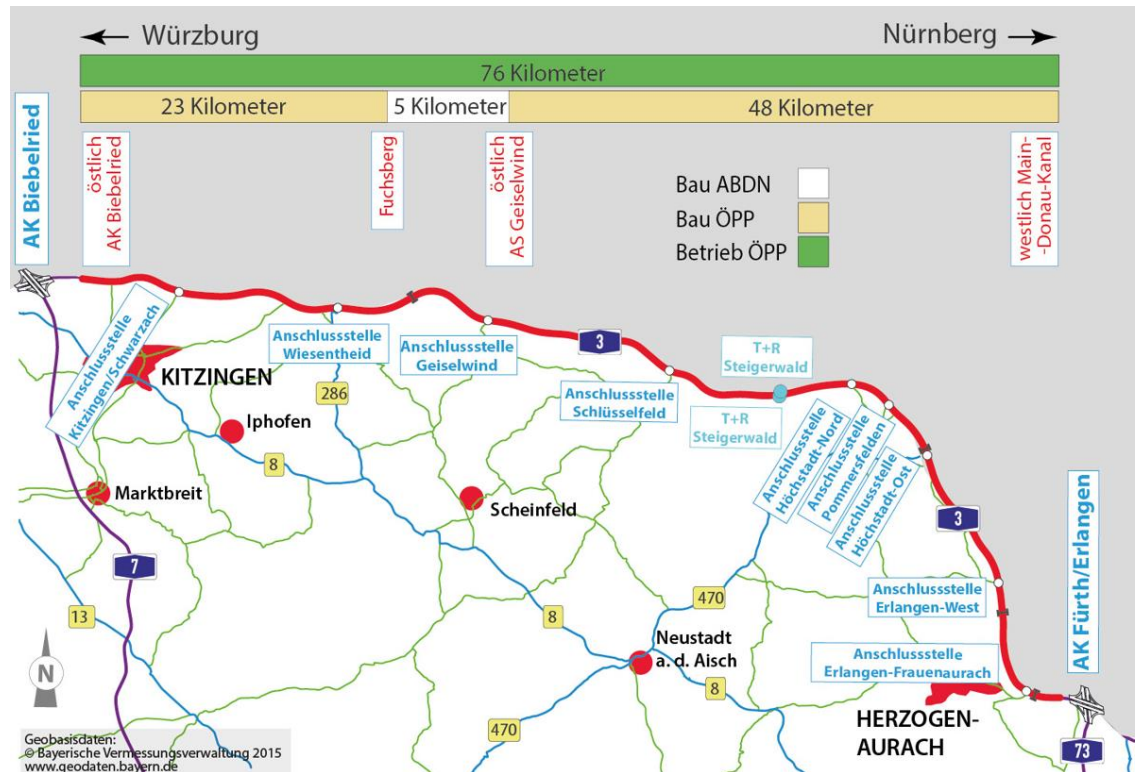 Würzburg
Nürnberg
76 Kilometer
23 Kilometer
5 Kilometer
48 Kilometer
AK Biebelried
östlich
AK Biebelried
Fuchsberg
östlich
AS Geiselwind
westlich Main-
-Donau-Kanal
Bau ABDN
Bau ÖPP
Betrieb ÖPP
Anschlussstelle
Kitzingen/Schwarzach
KITZINGEN
Anschlussstelle
Wiesentheid
Anschlussstelle
Geiselwind
3
T+R
Steigerwald
Anschlussstelle
Schlüsselfeld
T+R
Steigerwald
286
Iphofen
8
Anschlussstelle
Höchstadt-Nord
Anschlussstelle
Pommersfelden
Anschlussstelle
Höchstadt-Ost
Marktbreit
Scheinfeld
3
7
AK Fürth/Erlangen
13
8
470
Anschlussstelle
Erlangen-West
Neustadt
a. d. Aisch
Anschlussstelle
Erlangen-Frauenaurach
N
8
470
HERZOGEN-
AURACH
73
Geobasisdaten:
© Bayerische Vermessungsverwaltung 2015
www.geodaten.bayern.de